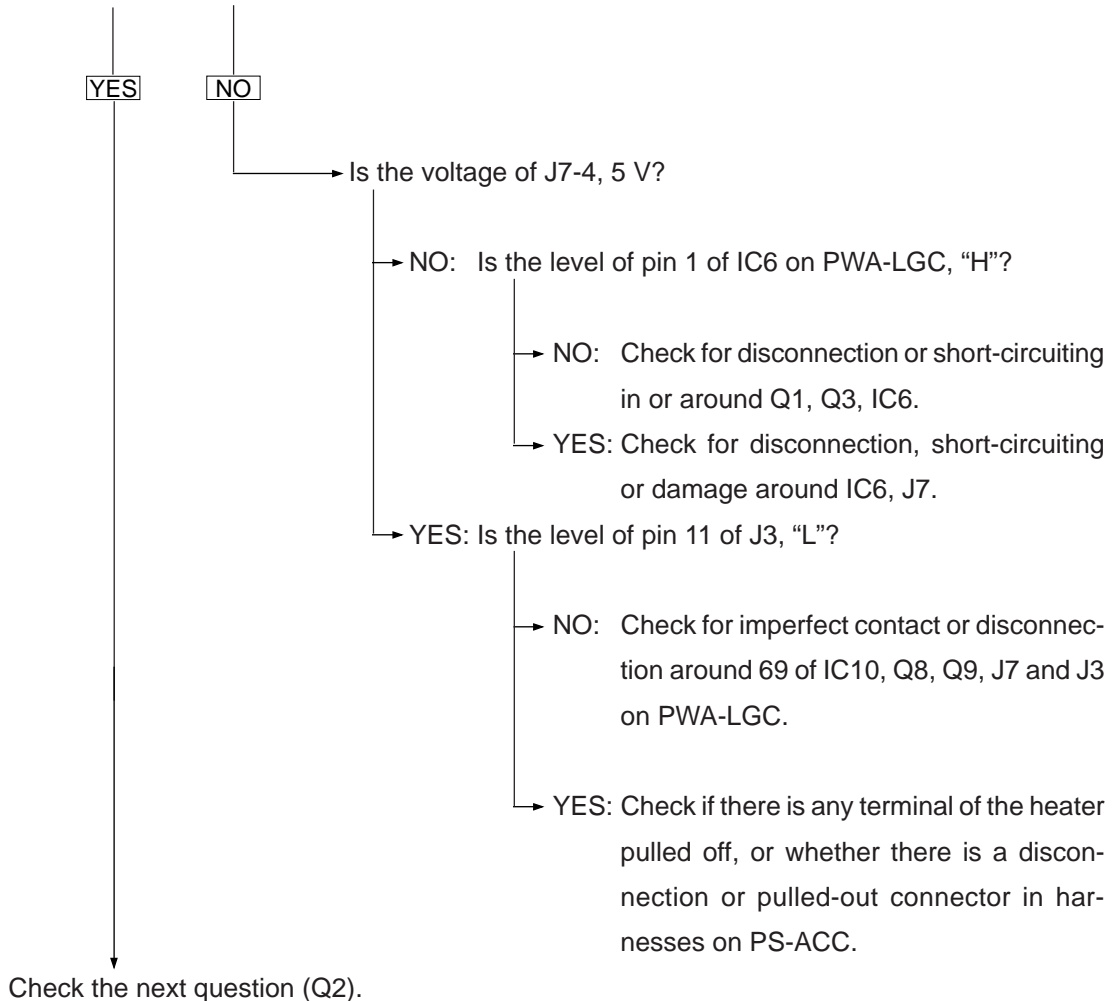 YES NO
Is the voltage of J7-4, 5 V?
NO: Is the level of pin 1 of IC6 on PWA-LGC, “H”?
NO: Check for disconnection or short-circuiting
in or around Q1, Q3, IC6.
YES: Check for disconnection, short-circuiting
or damage around IC6, J7.
YES: Is the level of pin 11 of J3, “L”?
NO: Check for imperfect contact or disconnec-
tion around 69 of IC10, Q8, Q9, J7 and J3
on PWA-LGC.
YES: Check if there is any terminal of the heater
pulled off, or whether there is a discon-
nection or pulled-out connector in har-
nesses on PS-ACC.
Check the next question (Q2).